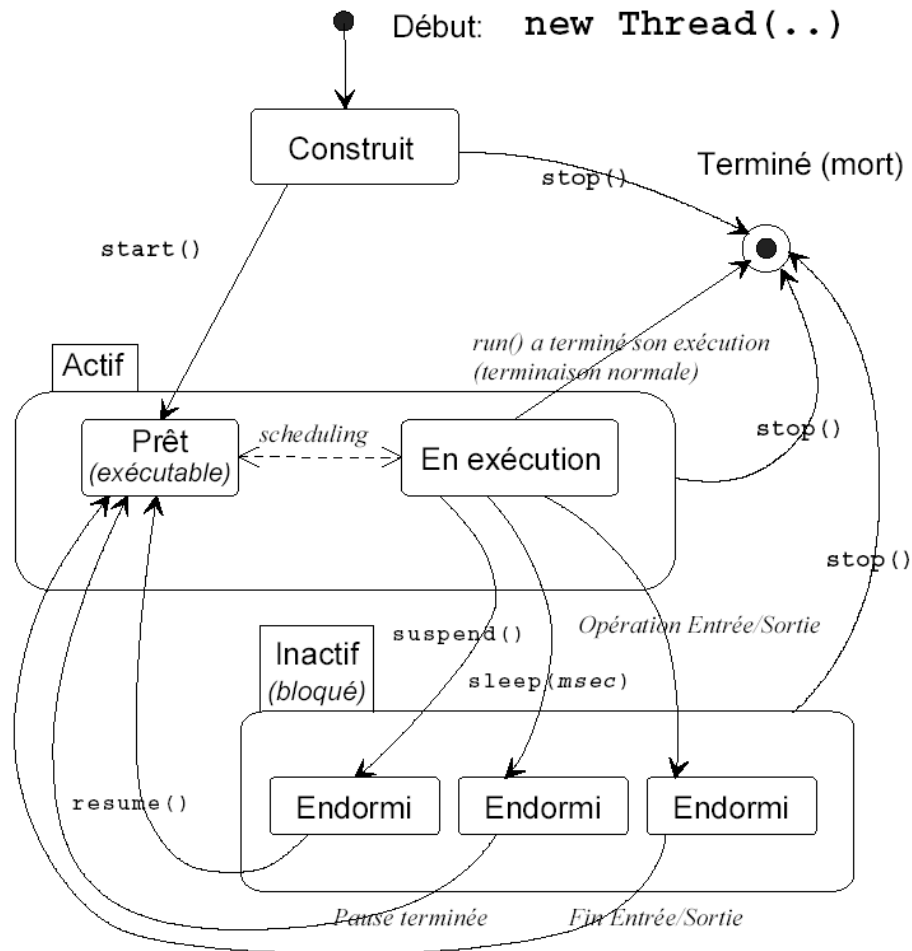 Début: new Thread(..)
Construit
stop()
Terminé (mort)
start()
run() a terminé son exécution
(terminaison normale)
Actif
Prêt
(exécutable)
scheduling
En exécution
stop()
stop()
suspend()
Opération Entrée/Sortie
Inactif
(bloqué)
sleep(msec)
Endormi
Endormi
Endormi
resume()
Pause terminée
Fin Entrée/Sortie